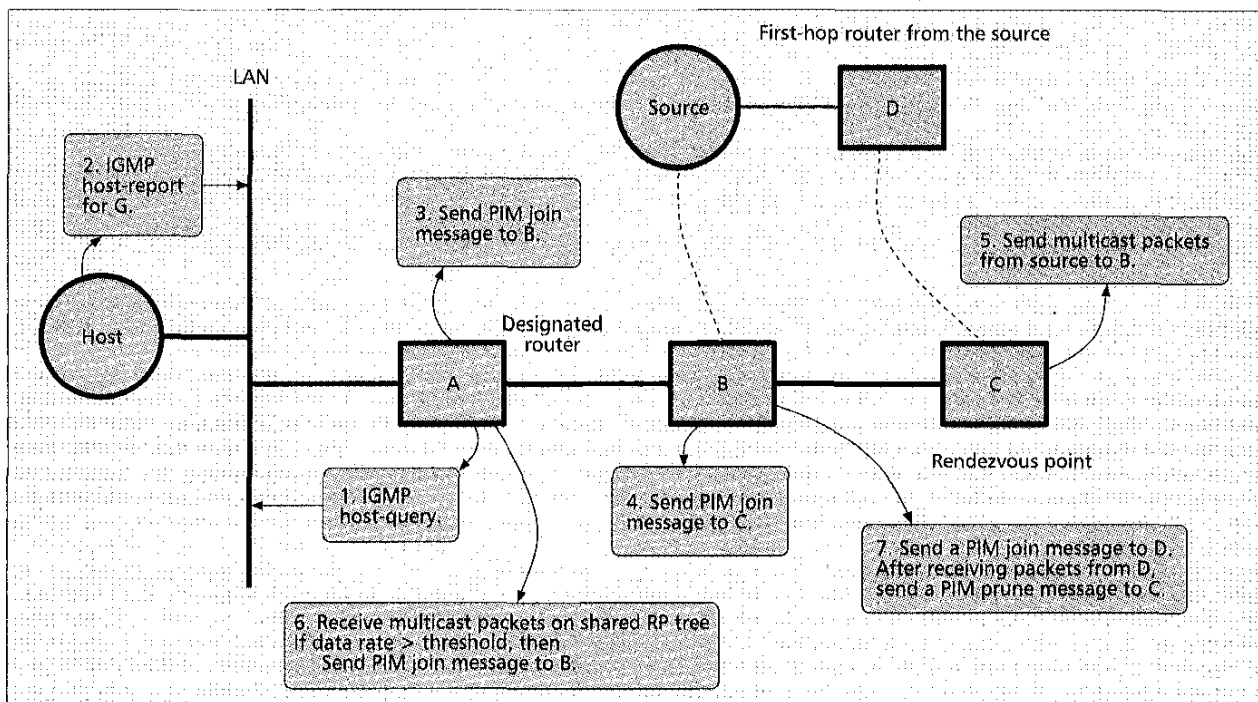 First-hop router from the source
LAN
Source
D
2. IGMP
host-report
for G.
3. Send PIM join
message to B.
5. Send multicast packets
from source to B.
Host
Designated
router
A
B
C
Rendezvous point
1. IGMP
host-query.
4. Send PIM join
message to C.
7. Send a PIM join message to D.
After receiving packets from D,
send a PIM prune message to C.
6. Receive multicast packets on shared RP tree
If data rate > threshold, then
Send PIM join message to B.